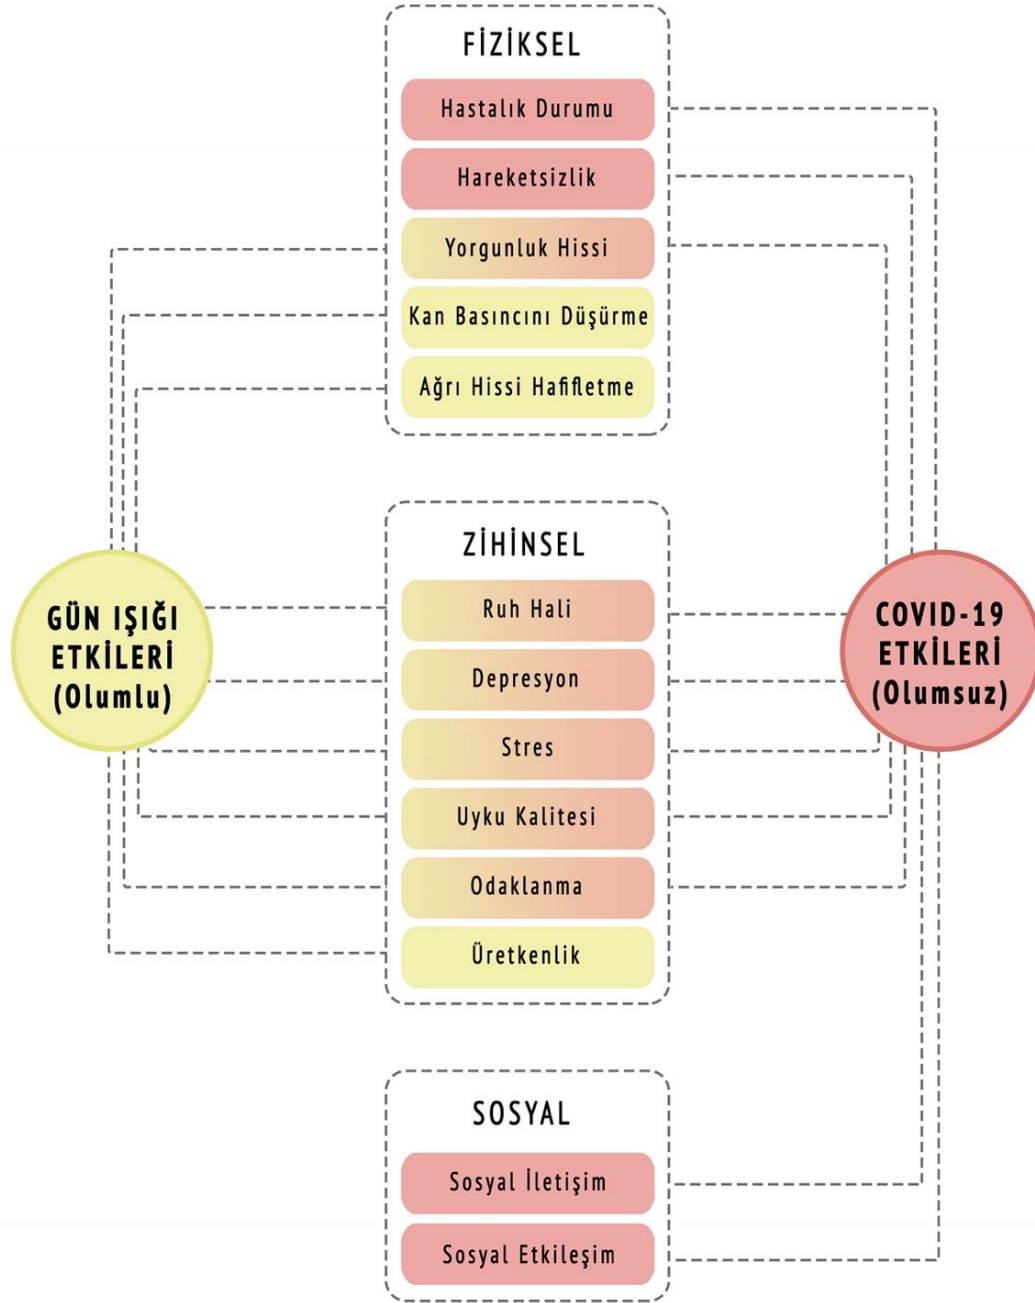 FİZİKSEL
Hastalık Durumu
Hareketsizlik
Yorgunluk Hissi
Kan Basıncını Düşürme
Ağrı Hissi Hafifletme
GÜN IŞIĞI
ETKİLERİ
(Olumlu)
ZİHİNSEL
Ruh Hali
Depresyon
Stres
Uyku Kalitesi
Odaklanma
Üretkenlik
COVID-19
ETKİLERİ
(Olumsuz)
SOSYAL
Sosyal İletişim
Sosyal Etkileşim